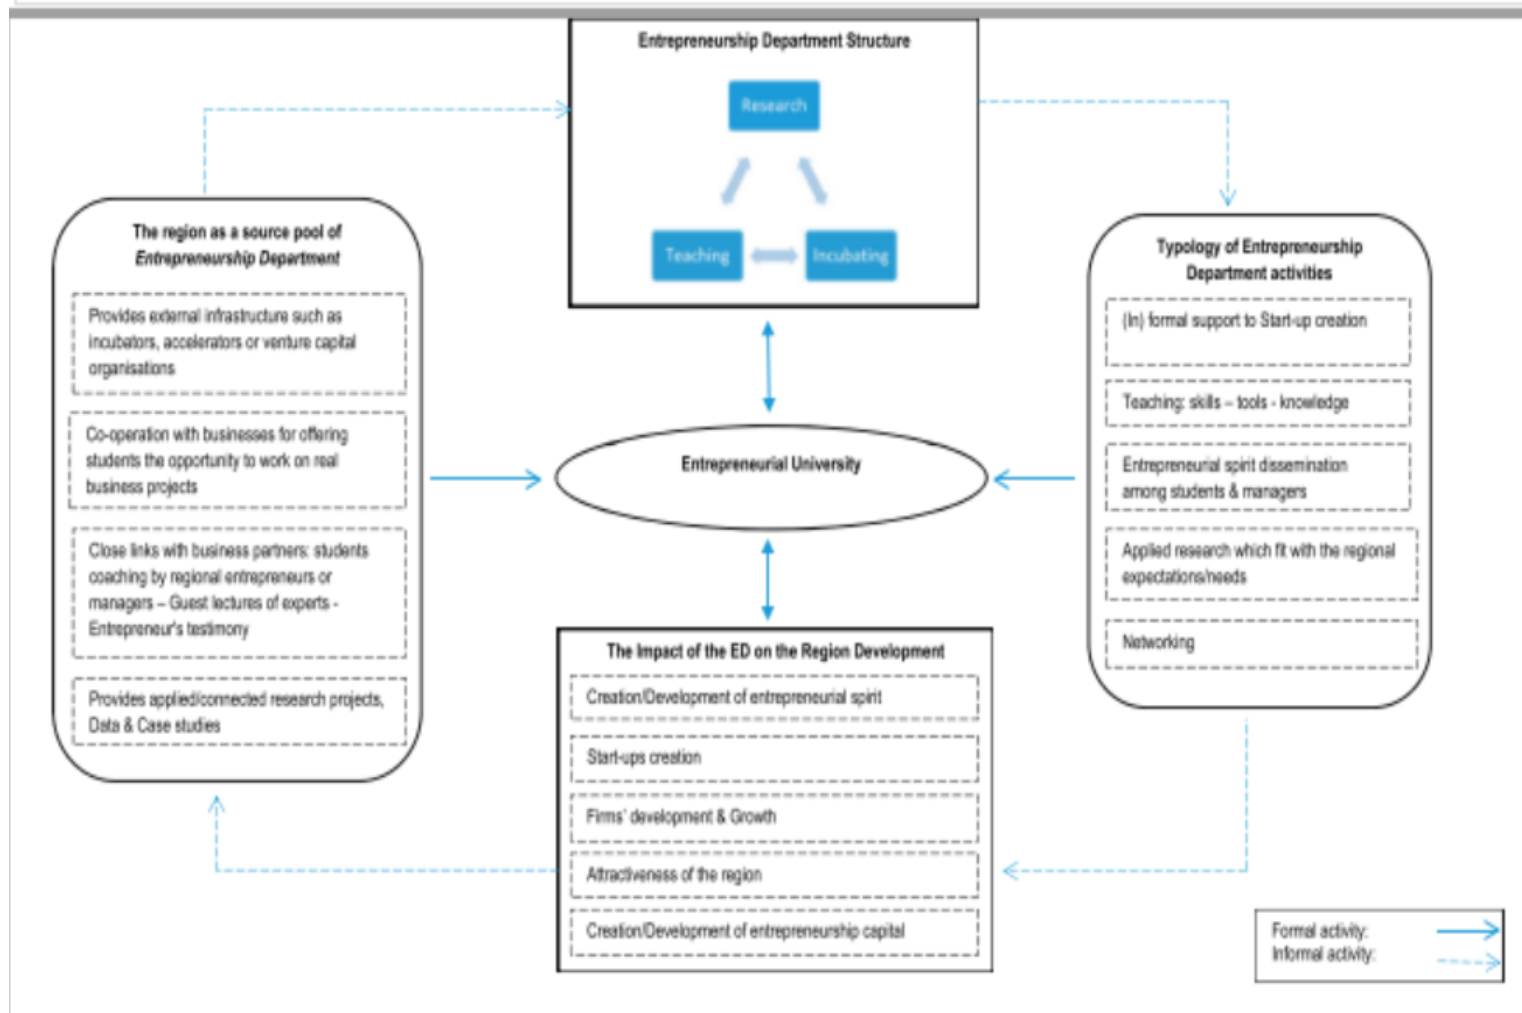 Entrepreneurship Department Structure
Research
Teaching
Incubating
The region as a source pool of
Entrepreneurship Department
Provides external infrastructure such as
incubators, accelerators or venture capital
organisations
Co-operation with businesses for offering
students the opportunity to work on real
business projects
Close links with business partners: students
coaching by regional entrepreneurs or
managers – Guest lectures of experts -
Entrepreneur's testimony
Provides applied/connected research projects,
Data & Case studies
Entrepreneurial University
Typology of Entrepreneurship
Department activities
(In) formal support to Start-up creation
Teaching: skills – tools - knowledge
Entrepreneurial spirit dissemination
among students & managers
Applied research which fit with the regional
expectations/needs
Networking
The Impact of the ED on the Region Development
Creation/Development of entrepreneurial spirit
Start-ups creation
Firms' development & Growth
Attractiveness of the region
Creation/Development of entrepreneurship capital
Formal activity:
Informal activity: